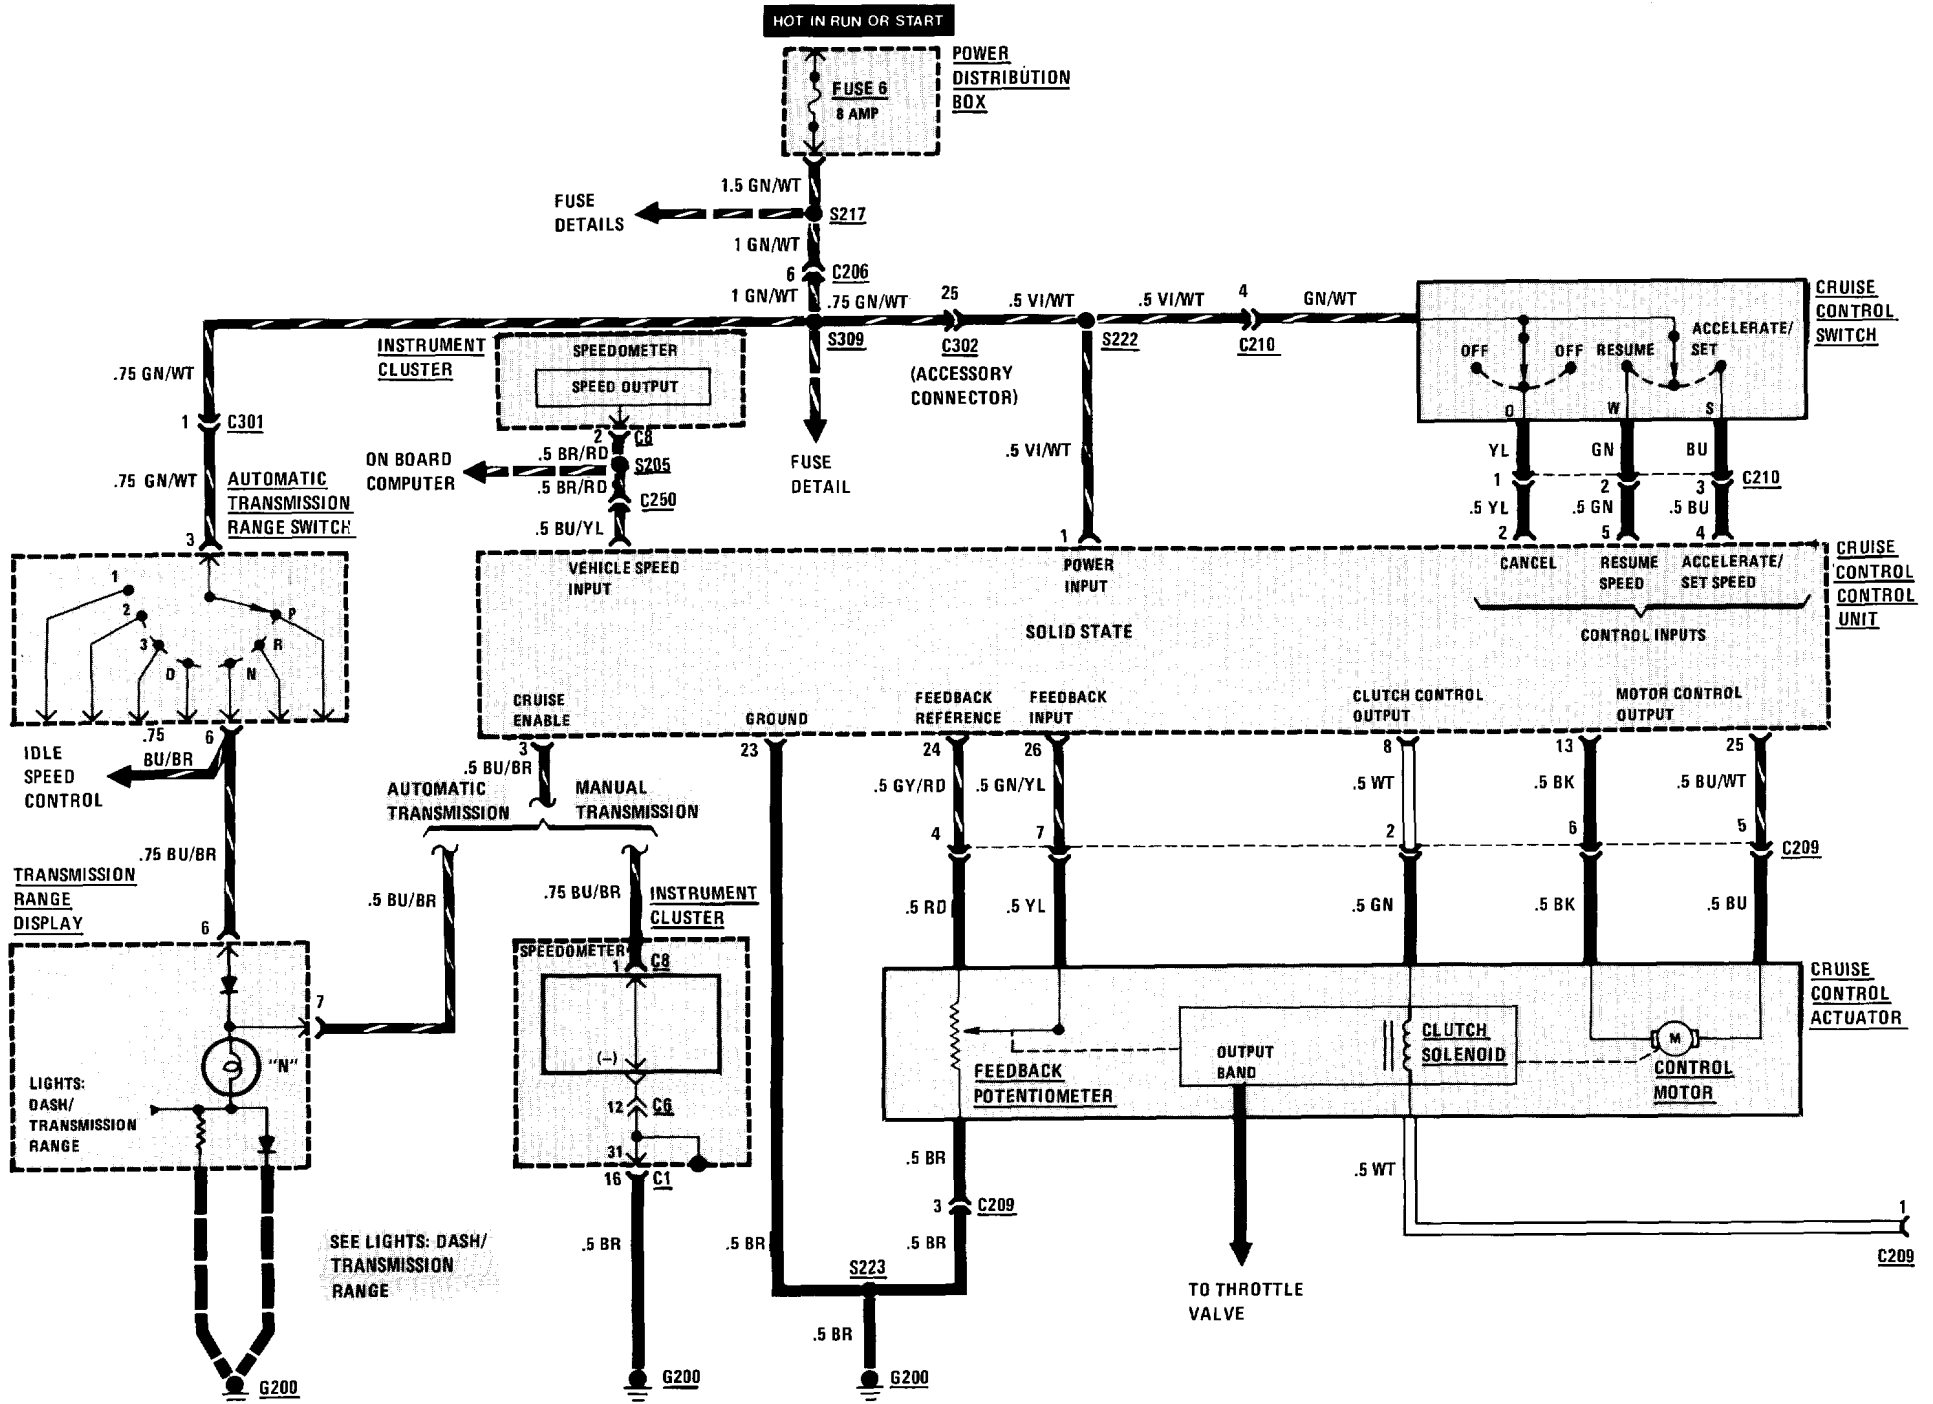 HOT IN RUN OR START
POWER
DISTRIBUTION
BOX
FUSE 6
8 AMP
1.5 GN/WT
FUSE
DETAILS
S217
1 GN/WT
6
C206
1 GN/WT
.75 GN/WT
25
.5 VI/WT
.5 VI/WT
4
GN/WT
S309
C302
(ACCESSORY
CONNECTOR)
S222
C210
CRUISE
CONTROL
SWITCH
ACCELERATE/
SET
OFF
OFF
RESUME
O
W
S
INSTRUMENT
CLUSTER
SPEEDOMETER
SPEED OUTPUT
.75 GN/WT
1
C301
2
C8
.5 BR/RD
S205
ON BOARD
COMPUTER
.5 BR/RD
C250
.5 BU/YL
FUSE
DETAIL
.5 VI/WT
YL
GN
BU
1
2
3
C210
.5 YL
.5 GN
.5 BU
.75 GN/WT
AUTOMATIC
TRANSMISSION
RANGE SWITCH
3
1
2
5
4
CRUISE
CONTROL
CONTROL
UNIT
VEHICLE SPEED
INPUT
POWER
INPUT
CANCEL
RESUME
SPEED
ACCELERATE/
SET SPEED
CONTROL INPUTS
SOLID STATE
1
2
3
D
N
R
P
CRUISE
ENABLE
GROUND
FEEDBACK
REFERENCE
FEEDBACK
INPUT
CLUTCH CONTROL
OUTPUT
MOTOR CONTROL
OUTPUT
6
.75
BU/BR
IDLE
SPEED
CONTROL
3
23
24
26
8
13
25
.5 BU/BR
.5 GY/RD
.5 GN/YL
.5 WT
.5 BK
.5 BU/WT
AUTOMATIC
TRANSMISSION
MANUAL
TRANSMISSION
4
7
2
6
5
C209
.75 BU/BR
TRANSMISSION
RANGE
DISPLAY
6
.5 BU/BR
.75 BU/BR
INSTRUMENT
CLUSTER
.5 RD
.5 YL
.5 GN
.5 BK
.5 BU
SPEEDOMETER
1
C8
(–)
12
C6
31
16
C1
7
"N"
LIGHTS:
DASH/
TRANSMISSION
RANGE
CRUISE
CONTROL
ACTUATOR
FEEDBACK
POTENTIOMETER
OUTPUT
BAND
CLUTCH
SOLENOID
M
CONTROL
MOTOR
.5 BR
3
C209
.5 BR
.5 WT
1
C209
SEE LIGHTS: DASH/
TRANSMISSION
RANGE
.5 BR
.5 BR
S223
.5 BR
TO THROTTLE
VALVE
G200
G200
G200